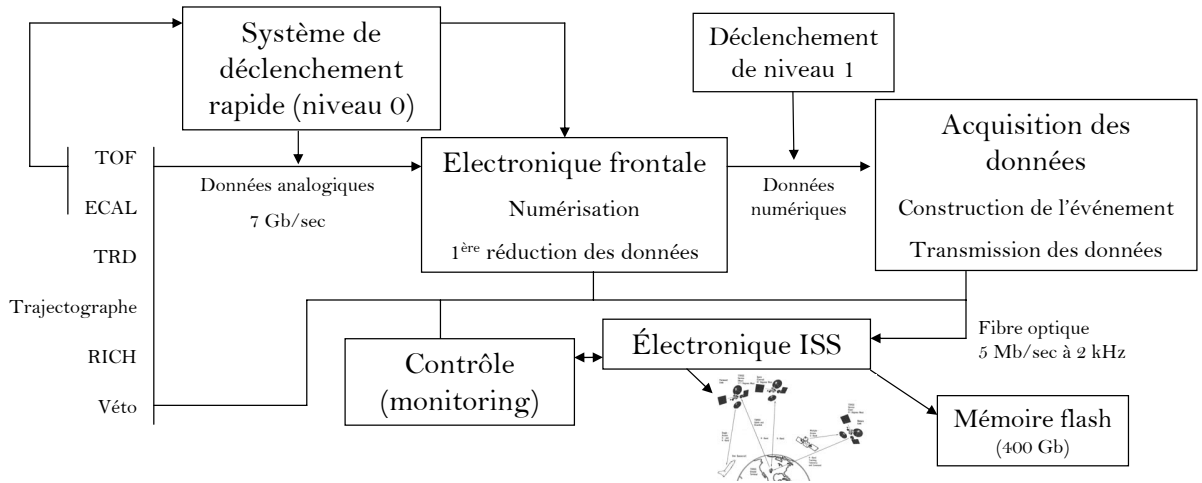 Système de
déclenchement
rapide (niveau 0)
Déclenchement
de niveau 1
TOF
ECAL
TRD
Trajectographe
RICH
Véto
Données analogiques
7 Gb/sec
Electronique frontale
Numérisation
1ère réduction des données
Données
numériques
Acquisition des
données
Construction de l'événement
Transmission des données
Fibre optique
5 Mb/sec à 2 kHz
Contrôle
(monitoring)
Électronique ISS
Mémoire flash
(400 Gb)